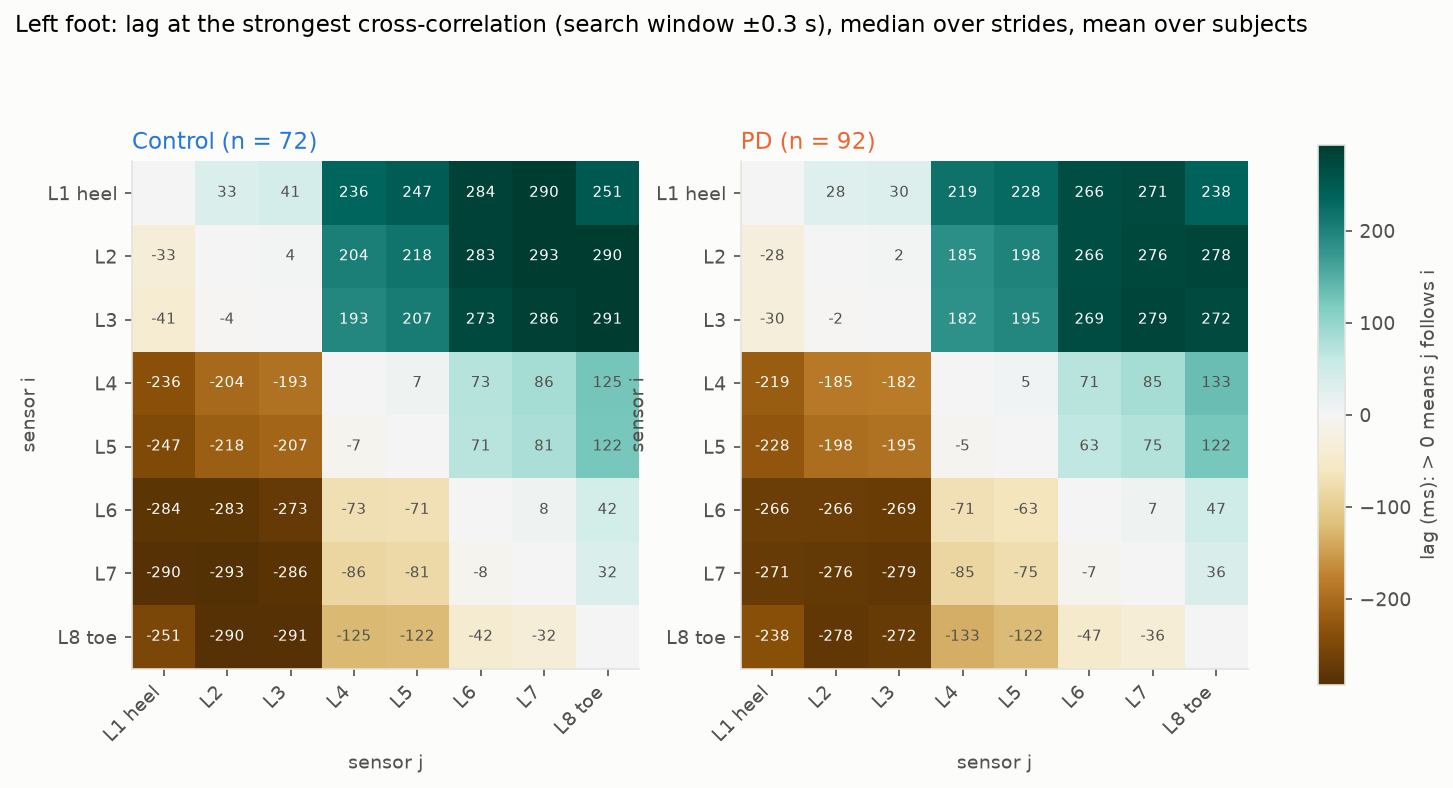 Left foot: lag at the strongest cross-correlation (search window ±0.3 s), median over strides, mean over subjects
Control (n = 72)
L1 heel 33 41 236 247 284 290 251
L2 -33 4 204 218 283 293 290
L3 -41 -4 193 207 273 286 291
L4 -236 -204 -193 7 73 86 125
L5 -247 -218 -207 -7 71 81 122
L6 -284 -283 -273 -73 -71 8 42
L7 -290 -293 -286 -86 -81 -8 32
L8 toe -251 -290 -291 -125 -122 -42 -32
L1 heel L2 L3 L4 L5 L6 L7 L8 toe
sensor j
sensor i
PD (n = 92)
L1 heel 28 30 219 228 266 271 238
L2 -28 2 185 198 266 276 278
L3 -30 -2 182 195 269 279 272
L4 -219 -185 -182 5 71 85 133
L5 -228 -198 -195 -5 63 75 122
L6 -266 -266 -269 -71 -63 7 47
L7 -271 -276 -279 -85 -75 -7 36
L8 toe -238 -278 -272 -133 -122 -47 -36
L1 heel L2 L3 L4 L5 L6 L7 L8 toe
sensor j
sensor i
200
100
0
−100
−200
lag (ms): > 0 means j follows i